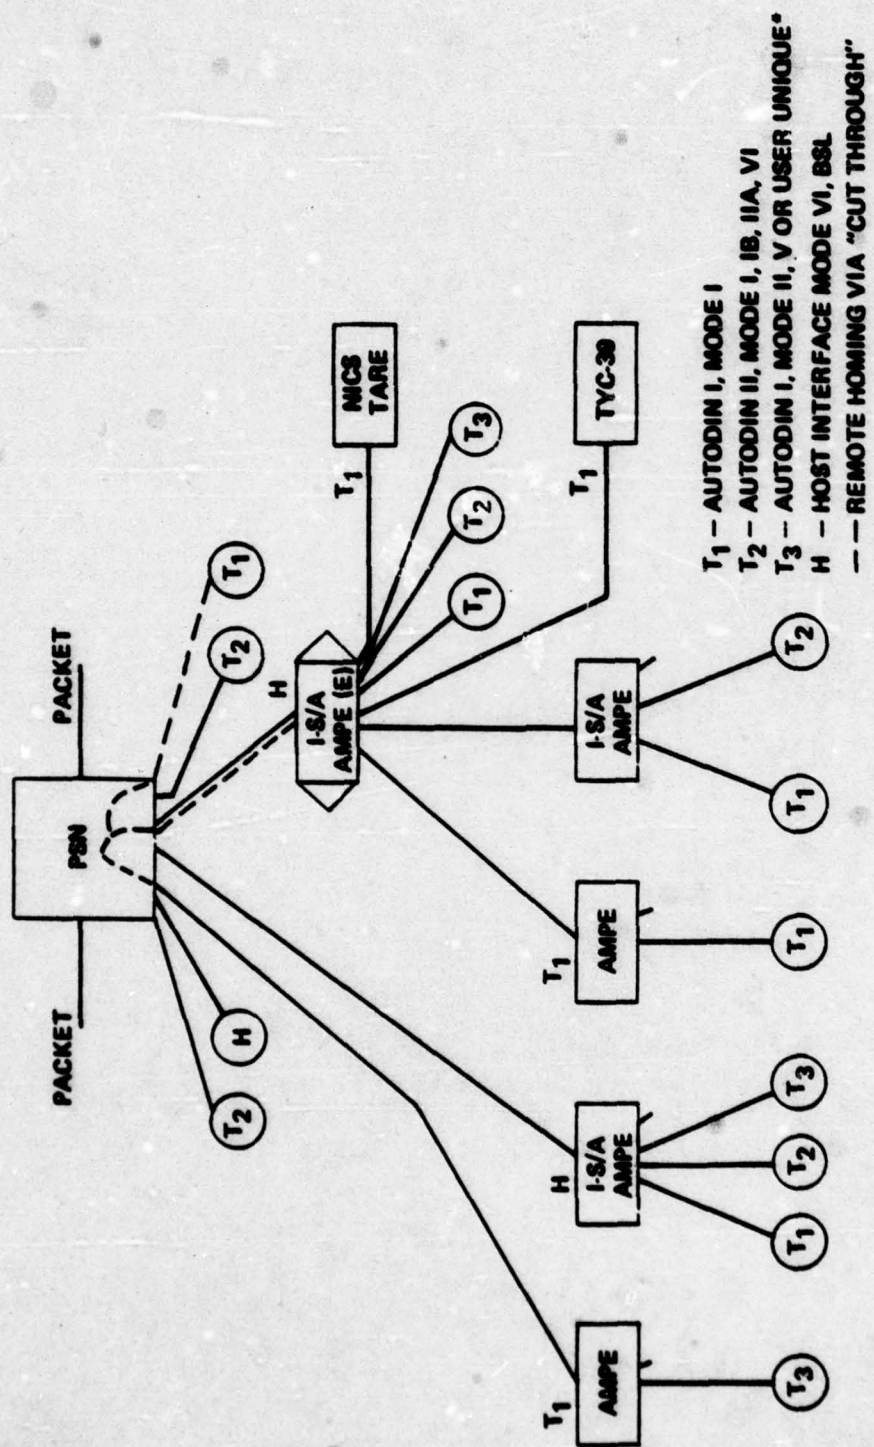 PACKET
PACKET
PSN
T2
H
T2
T1
H
I-S/A
AMPE (E)
T1
NICS
TARE
T1
T2
T3
T1
TYC-39
T1
AMPE
T3
H
I-S/A
AMPE
T1
T2
T3
T1
AMPE
T1
I-S/A
AMPE
T1
T2
T1 – AUTODIN I, MODE I
T2 – AUTODIN II, MODE I, IB, IIA, VI
T3 – AUTODIN I, MODE II, V OR USER UNIQUE*
H – HOST INTERFACE MODE VI, BSL
– – REMOTE HOMING VIA "CUT THROUGH"